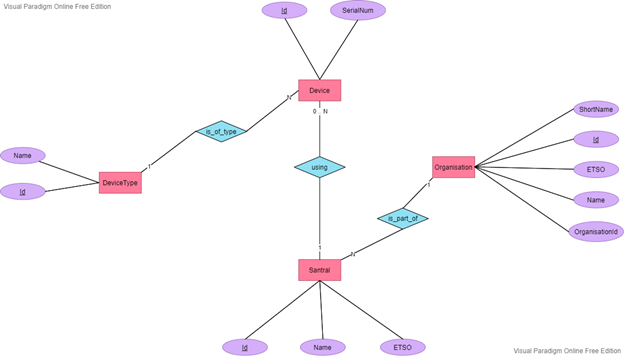 Visual Paradigm Online Free Edition
Id
SerialNum
Device
N
0 N
ShortName
is_of_type
Id
Name
1
using
Organisation
ETSO
DeviceType
1
Id
Name
is_part_of
OrganisationId
1
N
Santral
Id
Name
ETSO
Visual Paradigm Online Free Edition